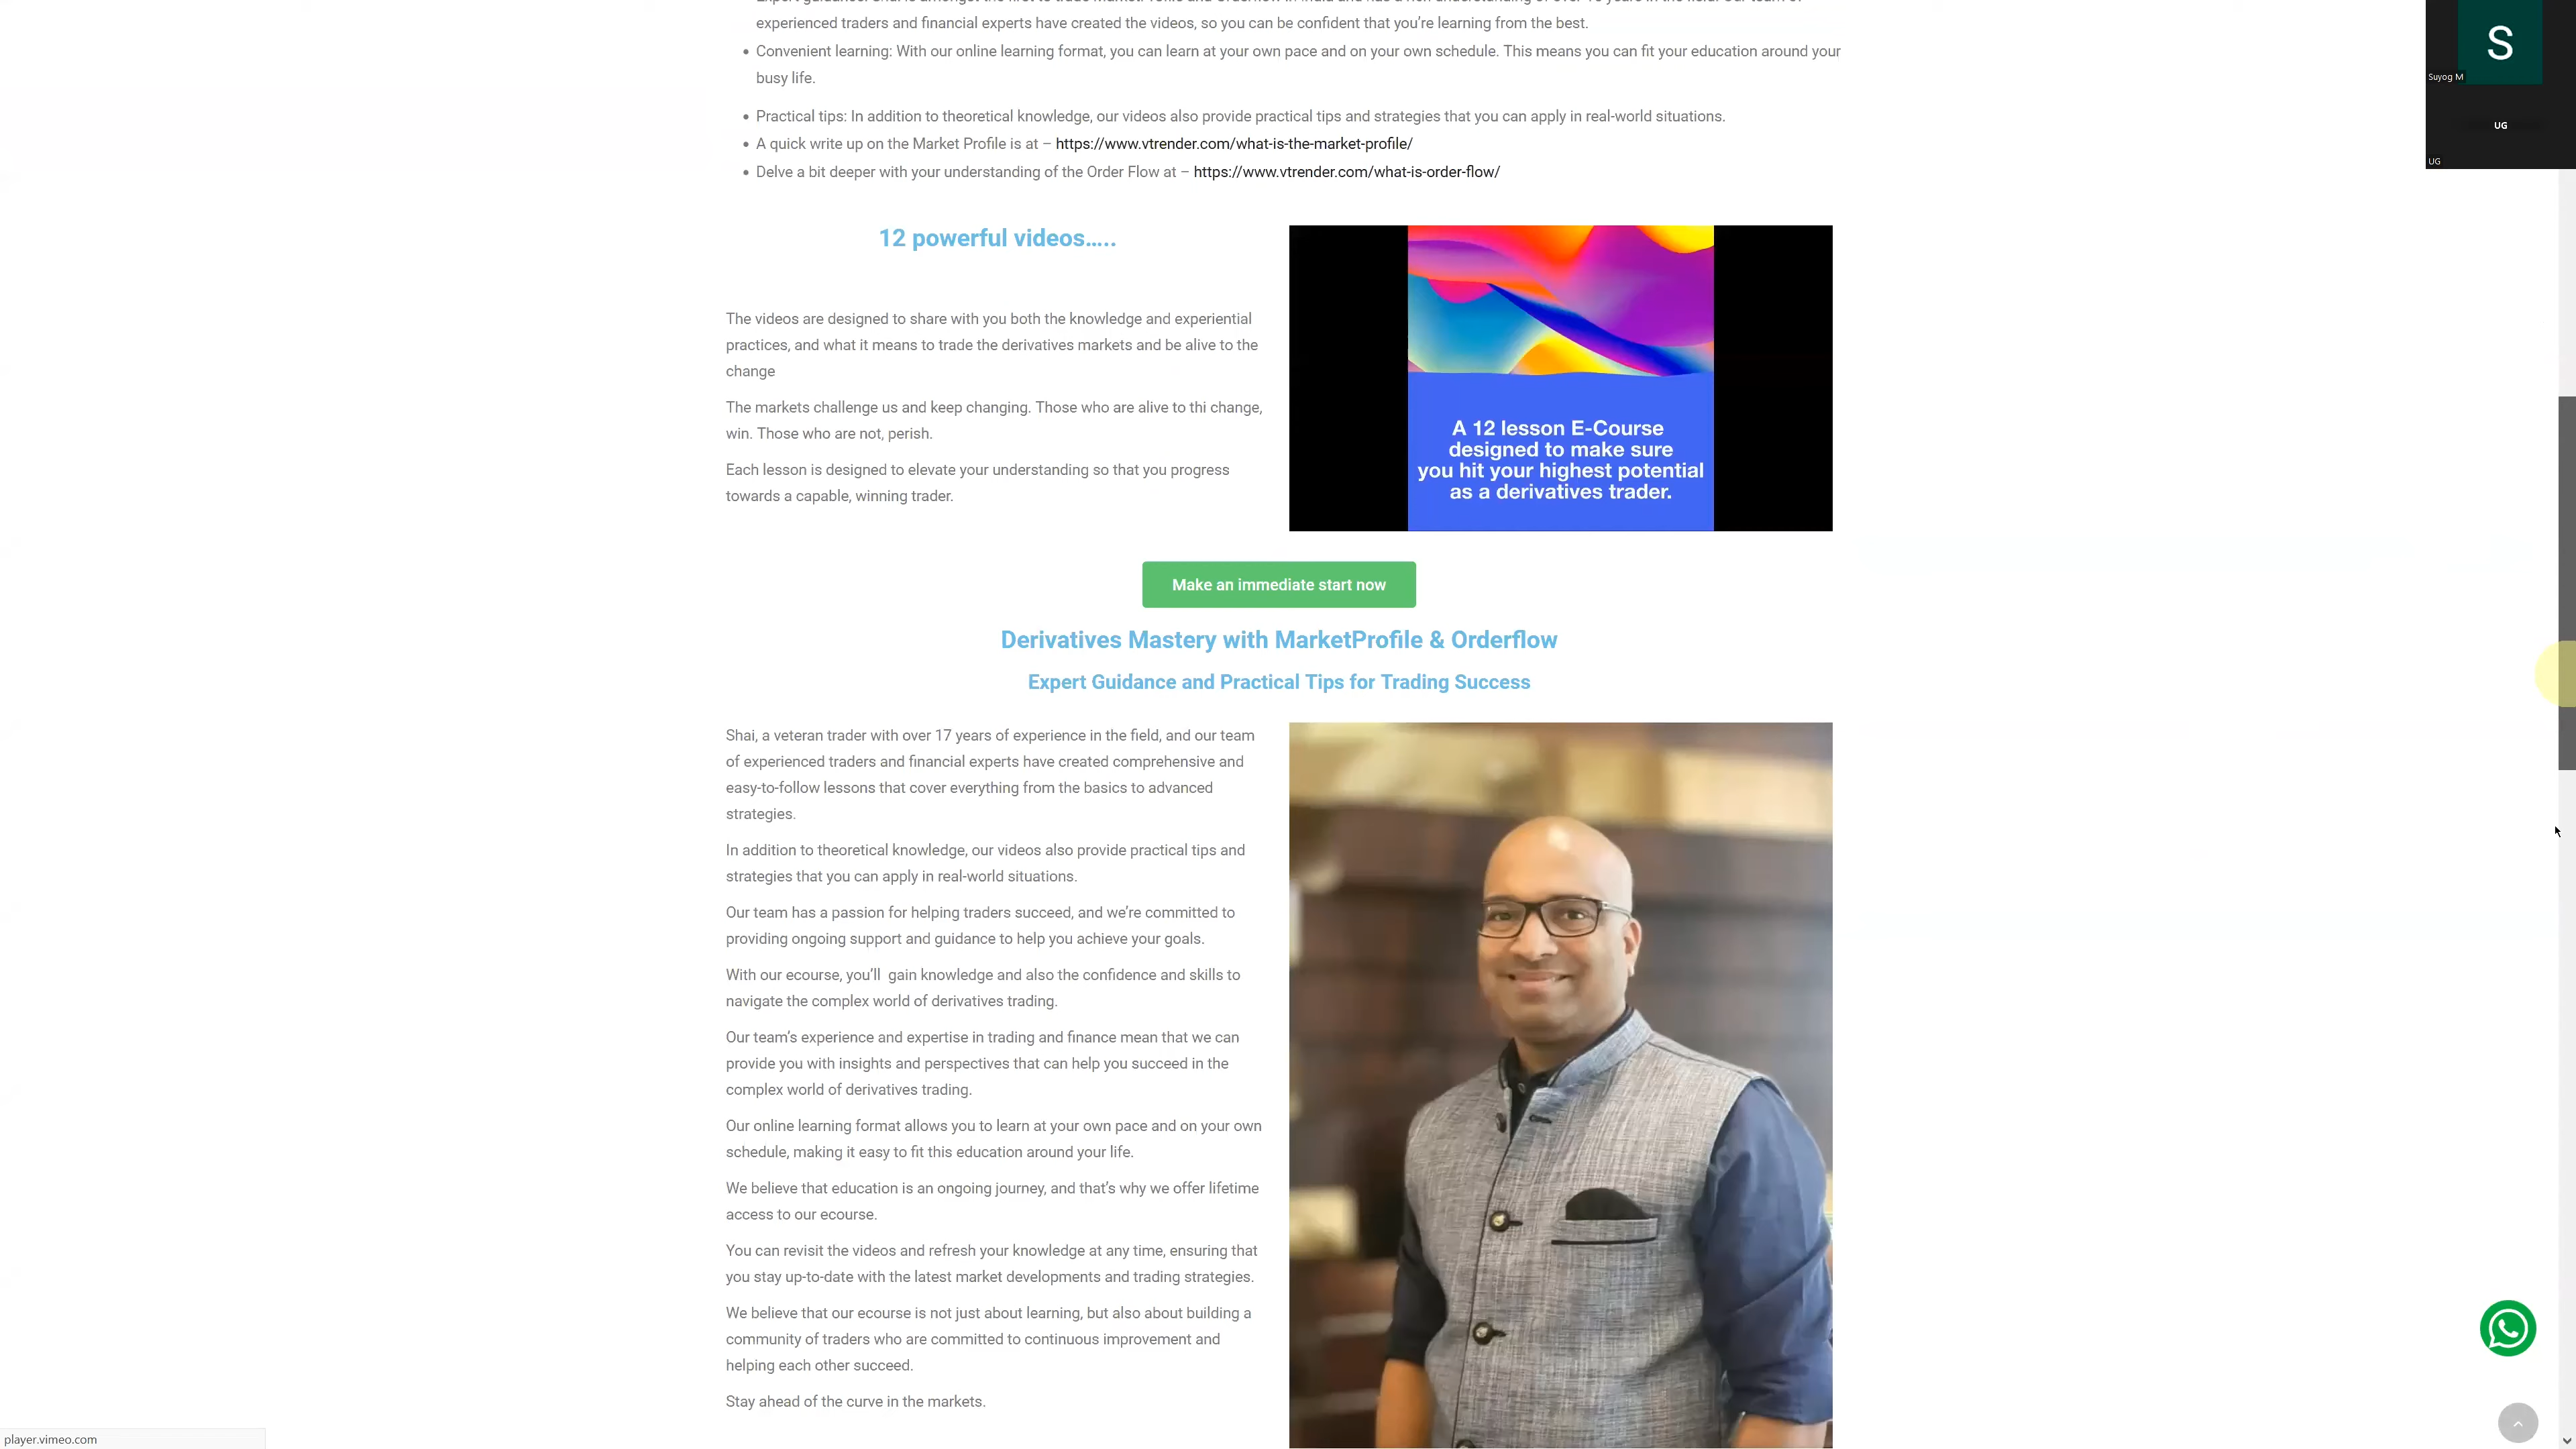 experienced traders and financial experts have created the videos, so you can be confident that you're learning from the best.
Convenient learning: With our online learning format, you can learn at your own pace and on your own schedule. This means you can fit your education around your
busy life.
Practical tips: In addition to theoretical knowledge, our videos also provide practical tips and strategies that you can apply in real-world situations.
A quick write up on the Market Profile is at – https://www.vtrender.com/what-is-the-market-profile/
Delve a bit deeper with your understanding of the Order Flow at – https://www.vtrender.com/what-is-order-flow/
S
Suyog M
UG
UG
12 powerful videos…..
The videos are designed to share with you both the knowledge and experiential
practices, and what it means to trade the derivatives markets and be alive to the
change
The markets challenge us and keep changing. Those who are alive to thi change,
win. Those who are not, perish.
Each lesson is designed to elevate your understanding so that you progress
towards a capable, winning trader.
A 12 lesson E-Course
designed to make sure
you hit your highest potential
as a derivatives trader.
Make an immediate start now
Derivatives Mastery with MarketProfile & Orderflow
Expert Guidance and Practical Tips for Trading Success
Shai, a veteran trader with over 17 years of experience in the field, and our team
of experienced traders and financial experts have created comprehensive and
easy-to-follow lessons that cover everything from the basics to advanced
strategies.
In addition to theoretical knowledge, our videos also provide practical tips and
strategies that you can apply in real-world situations.
Our team has a passion for helping traders succeed, and we're committed to
providing ongoing support and guidance to help you achieve your goals.
With our ecourse, you'll  gain knowledge and also the confidence and skills to
navigate the complex world of derivatives trading.
Our team's experience and expertise in trading and finance mean that we can
provide you with insights and perspectives that can help you succeed in the
complex world of derivatives trading.
Our online learning format allows you to learn at your own pace and on your own
schedule, making it easy to fit this education around your life.
We believe that education is an ongoing journey, and that's why we offer lifetime
access to our ecourse.
You can revisit the videos and refresh your knowledge at any time, ensuring that
you stay up-to-date with the latest market developments and trading strategies.
We believe that our ecourse is not just about learning, but also about building a
community of traders who are committed to continuous improvement and
helping each other succeed.
Stay ahead of the curve in the markets.
player.vimeo.com